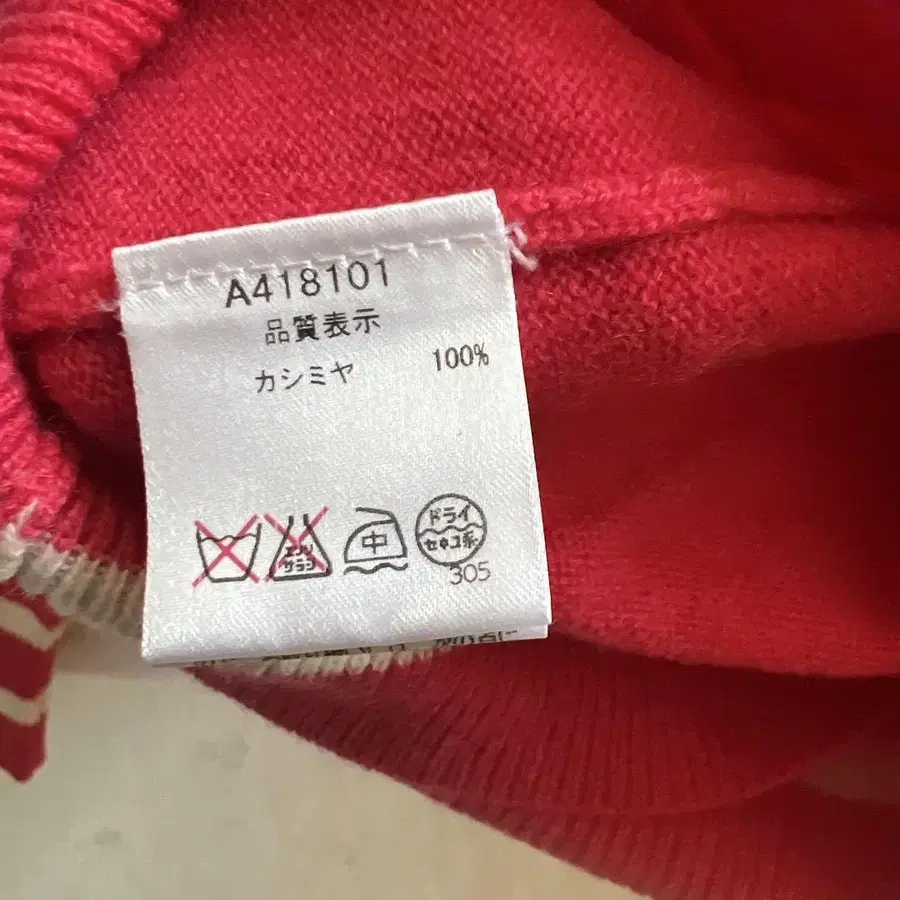 A418101
品質表示
カシミヤ 100%
エンソ
サラシ
中
ドライ
セキユ系
305